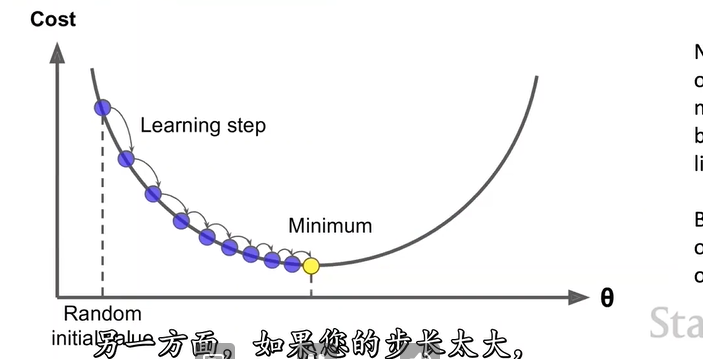 Cost
Learning step
Minimum
θ
Random
initial value
另一方面，如果您的步长太大，
N
o
m
b
li
B
o
o
Sta